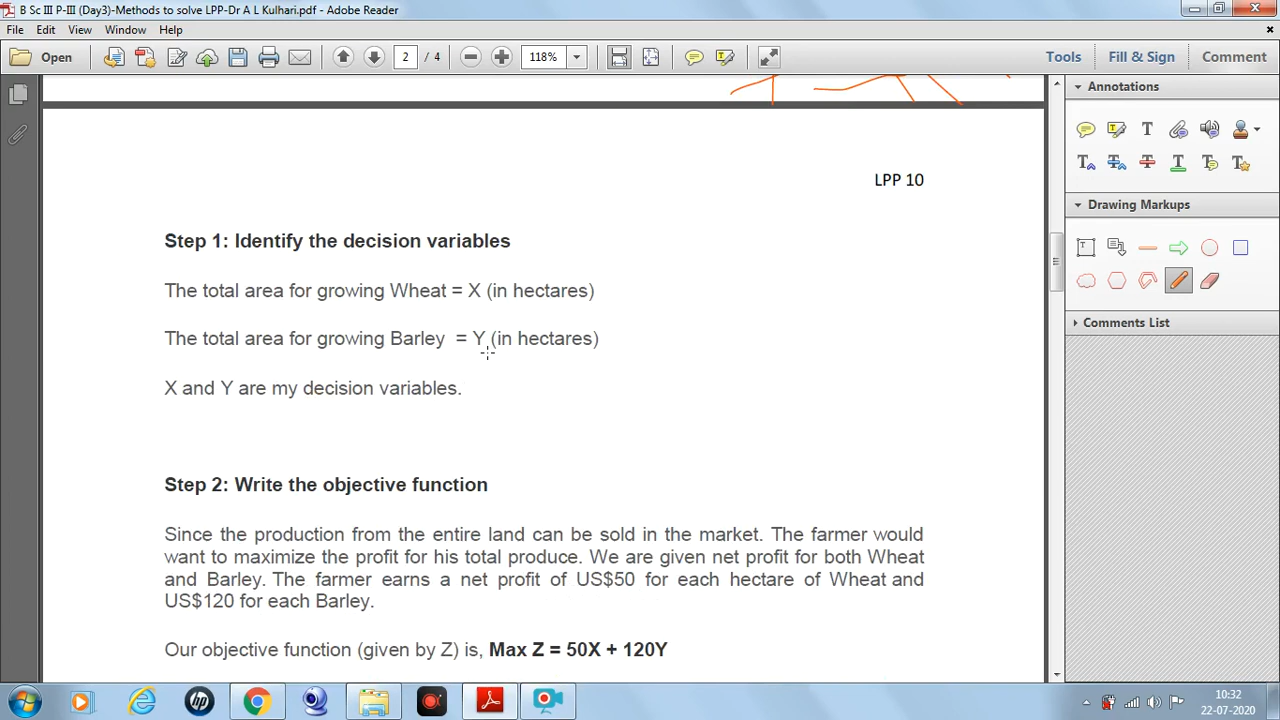 B Sc III P-III (Day3)-Methods to solve LPP-Dr A L Kulhari.pdf - Adobe Reader
File Edit View Window Help
Open 2 / 4 118% Tools Fill & Sign Comment
Annotations
LPP 10
Step 1: Identify the decision variables
Drawing Markups
The total area for growing Wheat = X (in hectares)
Comments List
The total area for growing Barley = Y (in hectares)
X and Y are my decision variables.
Step 2: Write the objective function
Since the production from the entire land can be sold in the market. The farmer would
want to maximize the profit for his total produce. We are given net profit for both Wheat
and Barley. The farmer earns a net profit of US$50 for each hectare of Wheat and
US$120 for each Barley.
Our objective function (given by Z) is, Max Z = 50X + 120Y
10:32
22-07-2020